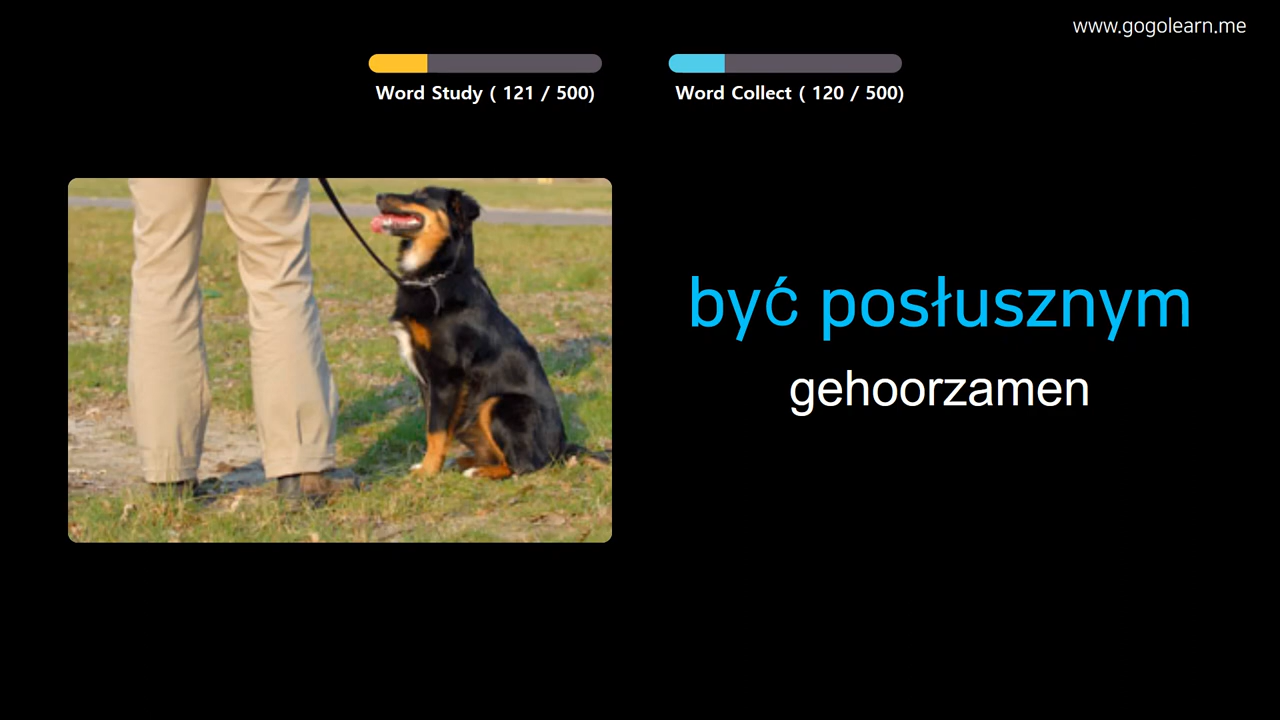 www.gogolearn.me
Word Study ( 121 / 500)
Word Collect ( 120 / 500)
być posłusznym
gehoorzamen